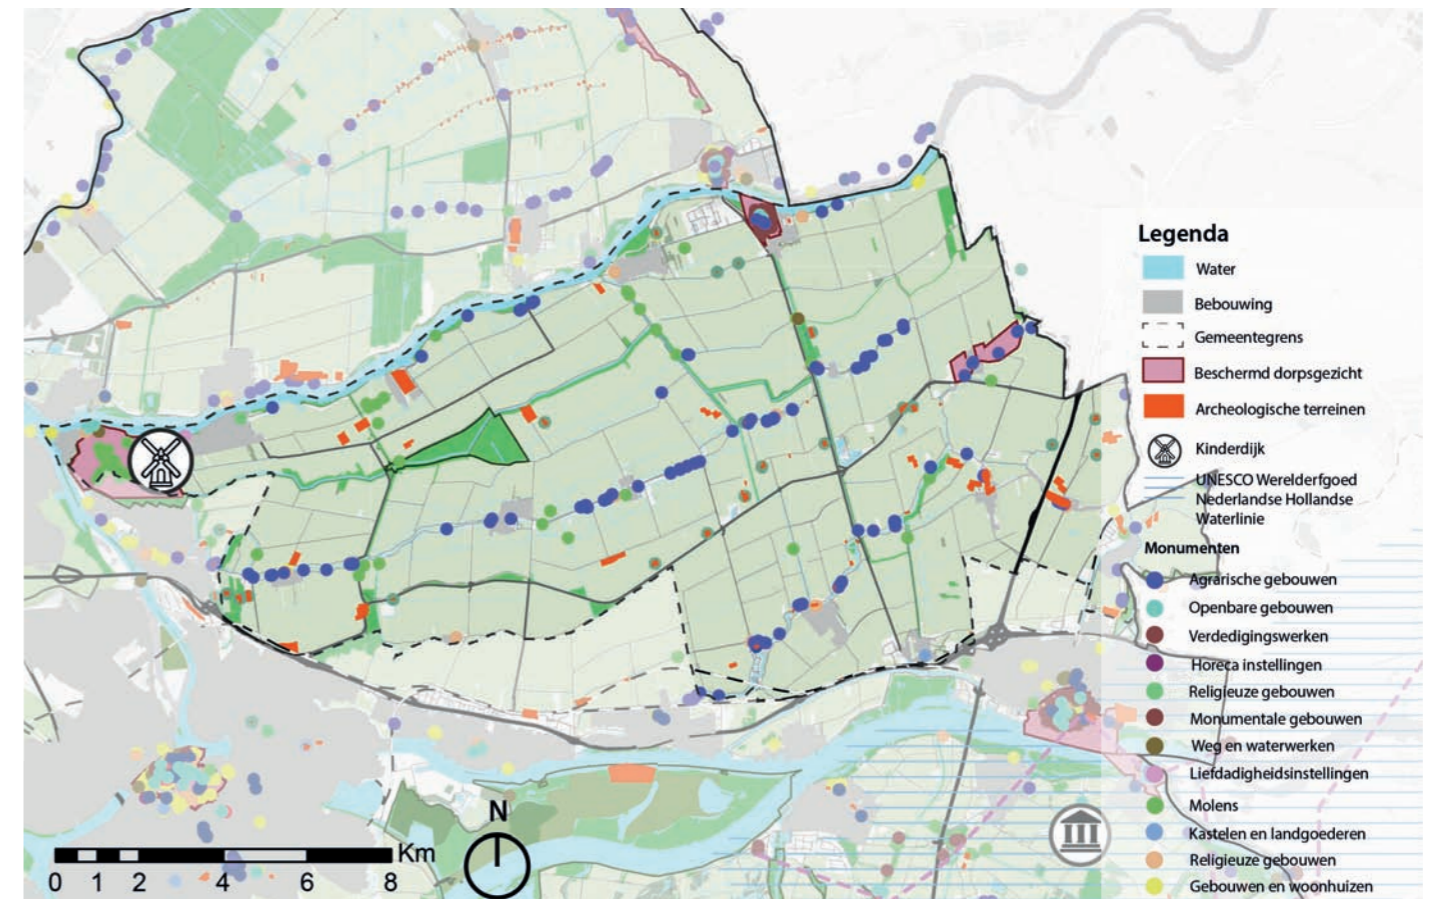 Legenda
Water
Bebouwing
Gemeentegrens
Beschermd dorpsgezicht
Archeologische terreinen
Kinderdijk
UNESCO Werelderfgoed
Nederlandse Hollandse
Waterlinie
Monumenten
Agrarische gebouwen
Openbare gebouwen
Verdedigingswerken
Horeca instellingen
Religieuze gebouwen
Monumentale gebouwen
Weg en waterwerken
Liefdadigheidsinstellingen
Molens
Kastelen en landgoederen
Religieuze gebouwen
Gebouwen en woonhuizen
N
Km
0 1 2 4 6 8